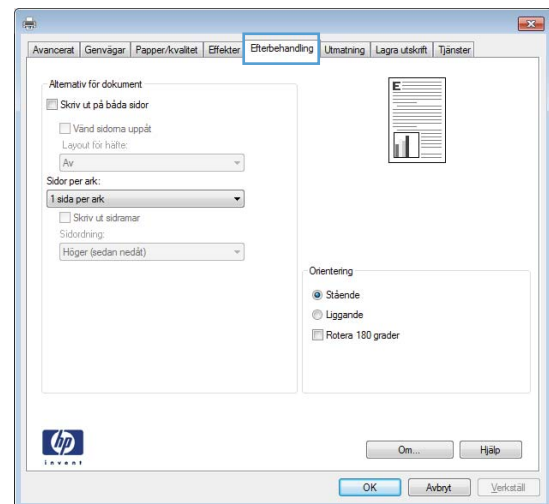 Avancerat Genvägar Papper/kvalitet Effekter Efterbehandling Utmatning Lagra utskrift Tjänster
Alternativ för dokument
Skriv ut på båda sidor
Vänd sidorna uppåt
Layout för häfte:
Av
Sidor per ark:
1 sida per ark
Skriv ut sidramar
Sidordning:
Höger (sedan nedåt)
E
Orientering
Stående
Liggande
Rotera 180 grader
hp
invent
Om... Hjälp
OK Avbryt Verkställ